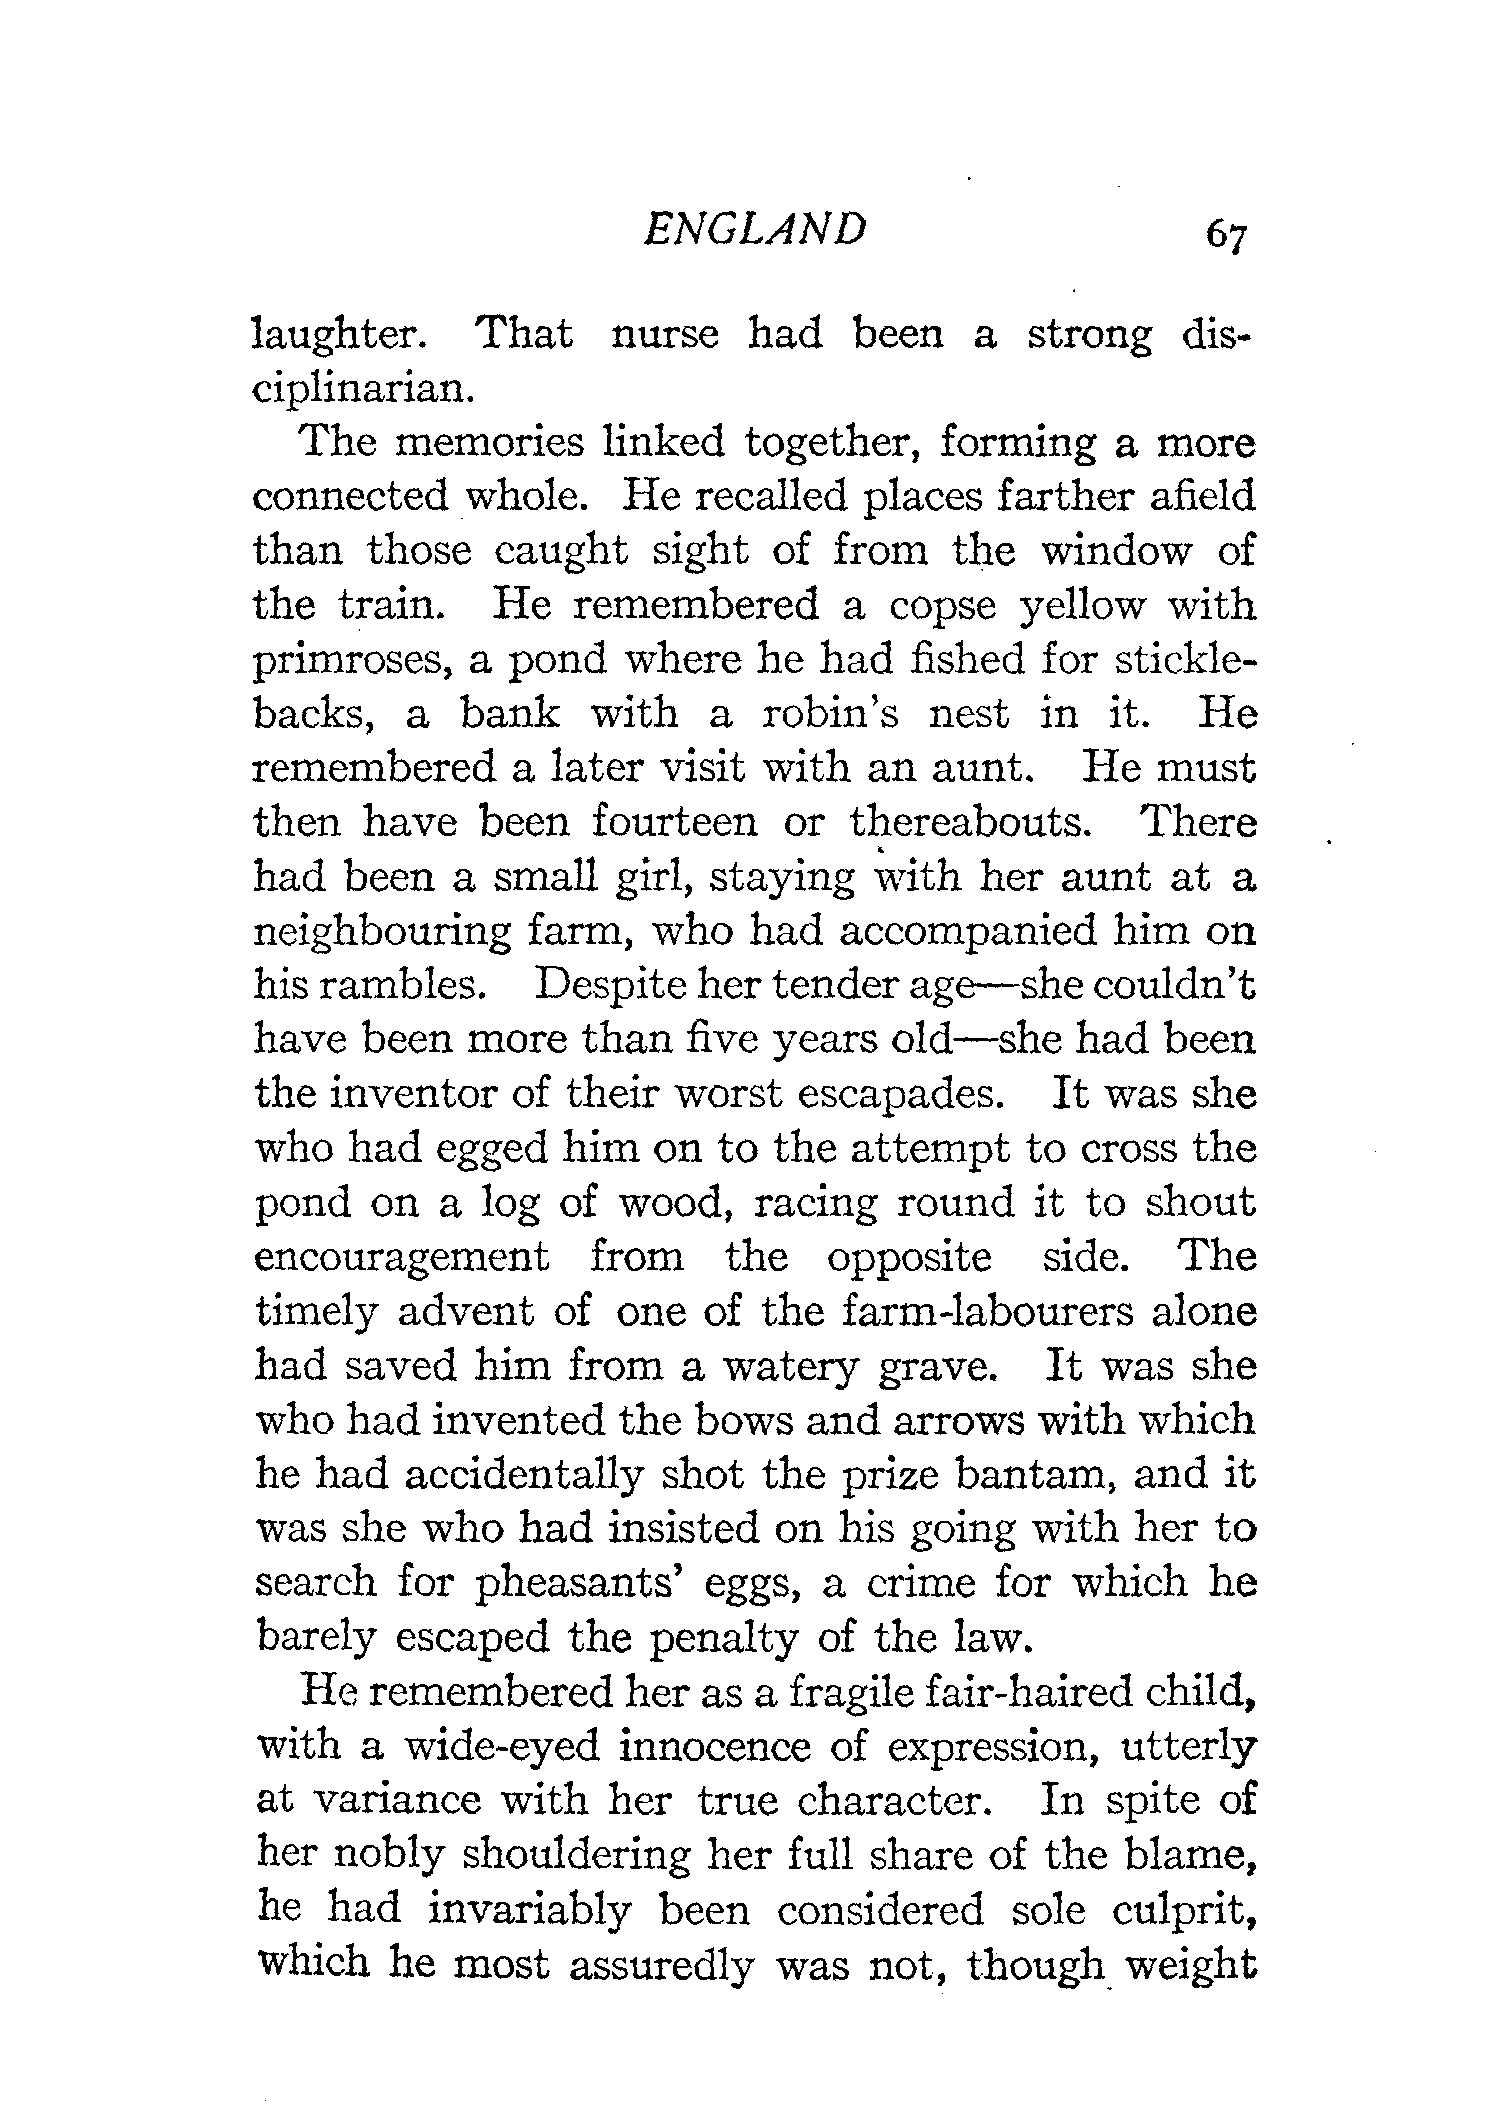 ENGLAND 67
laughter. That nurse had been a strong dis-
ciplinarian.
The memories linked together, forming a more
connected whole. He recalled places farther afield
than those caught sight of from the window of
the train. He remembered a copse yellow with
primroses, a pond where he had fished for stickle-
backs, a bank with a robin's nest in it. He
remembered a later visit with an aunt. He must
then have been fourteen or thereabouts. There
had been a small girl, staying with her aunt at a
neighbouring farm, who had accompanied him on
his rambles. Despite her tender age—she couldn't
have been more than five years old—she had been
the inventor of their worst escapades. It was she
who had egged him on to the attempt to cross the
pond on a log of wood, racing round it to shout
encouragement from the opposite side. The
timely advent of one of the farm-labourers alone
had saved him from a watery grave. It was she
who had invented the bows and arrows with which
he had accidentally shot the prize bantam, and it
was she who had insisted on his going with her to
search for pheasants' eggs, a crime for which he
barely escaped the penalty of the law.
He remembered her as a fragile fair-haired child,
with a wide-eyed innocence of expression, utterly
at variance with her true character. In spite of
her nobly shouldering her full share of the blame,
he had invariably been considered sole culprit,
which he most assuredly was not, though weight